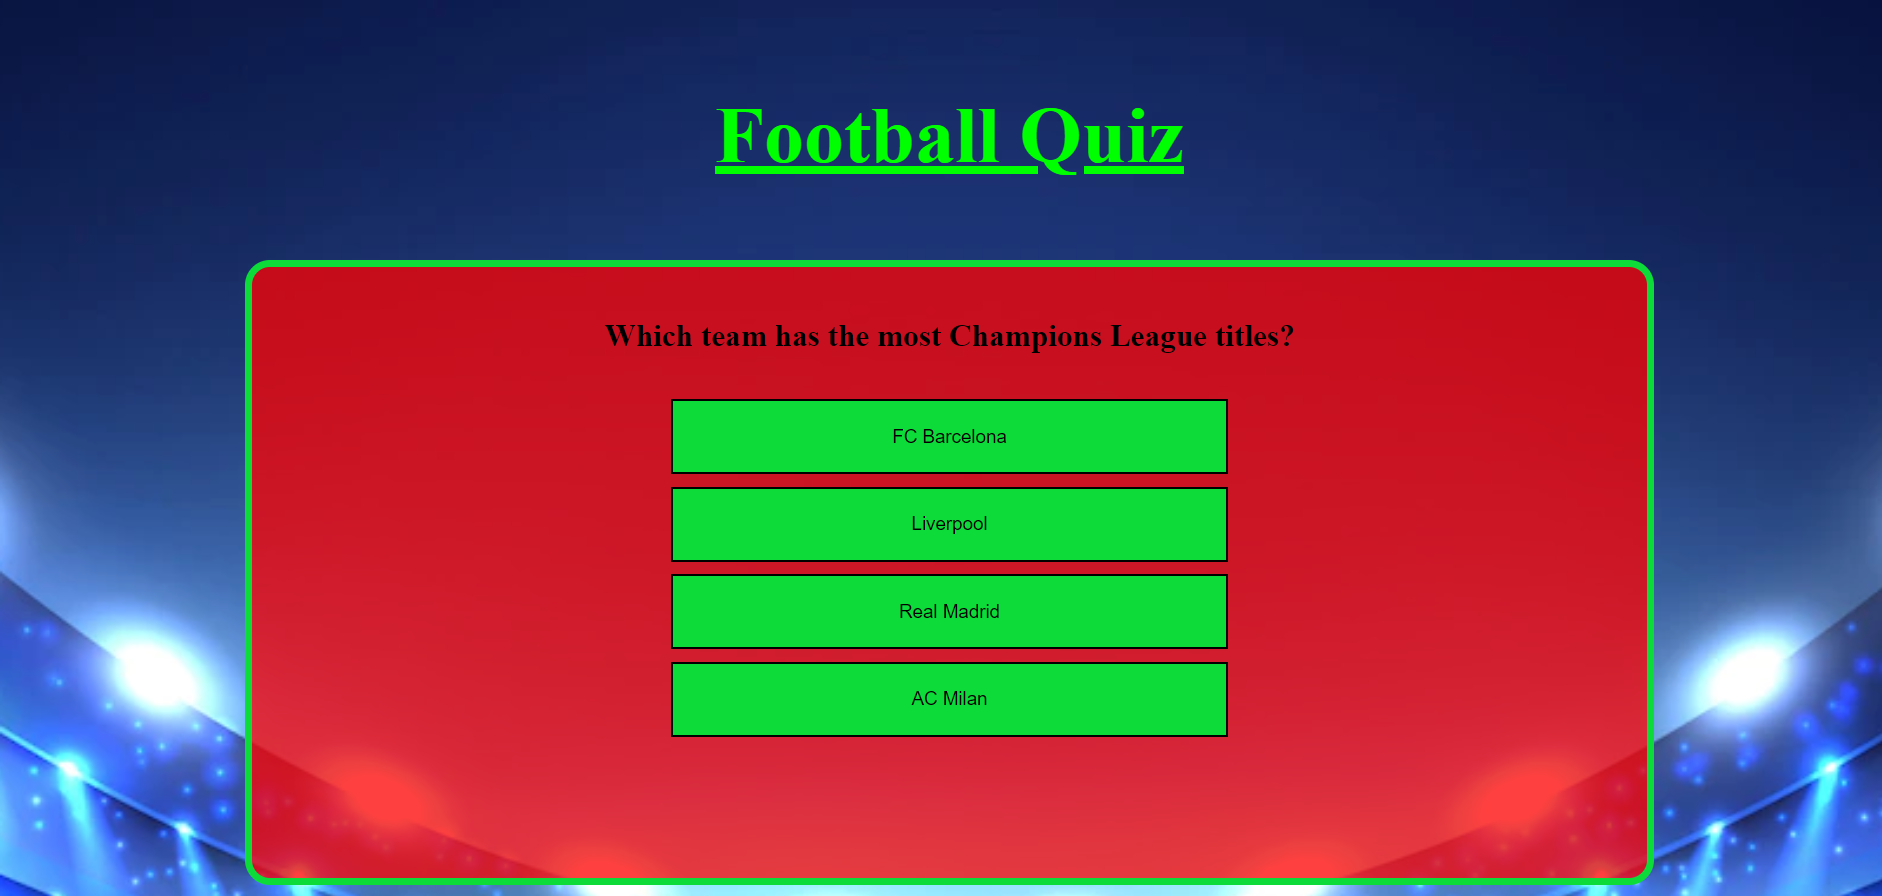 Football Quiz
Which team has the most Champions League titles?
FC Barcelona
Liverpool
Real Madrid
AC Milan